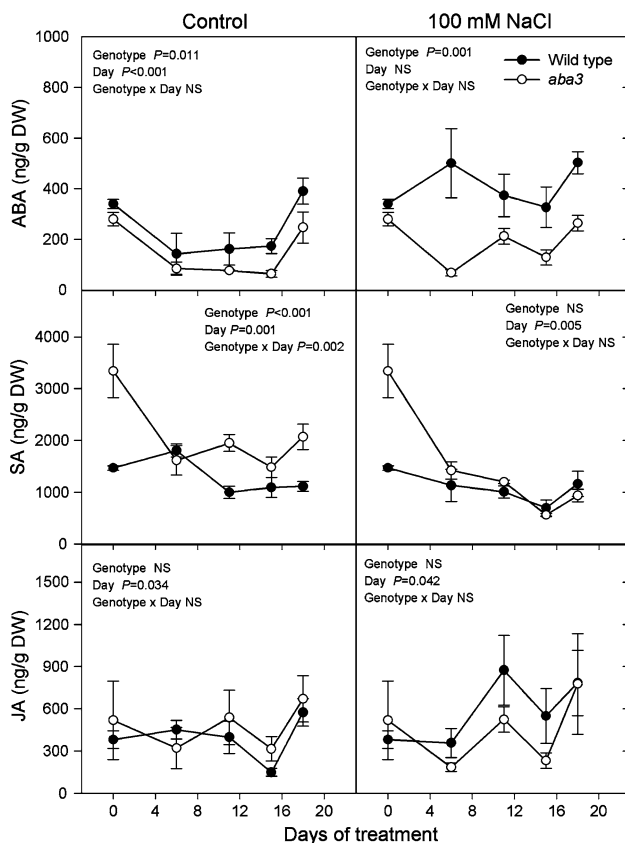 Control
100 mM NaCl
ABA (ng/g DW)
1000
800
600
400
200
0
Genotype P=0.011
Day P<0.001
Genotype x Day NS
Genotype P=0.001
Day NS
Genotype x Day NS
Wild type
aba3
SA (ng/g DW)
4000
3000
2000
1000
0
Genotype P<0.001
Day P=0.001
Genotype x Day P=0.002
Genotype NS
Day P=0.005
Genotype x Day NS
JA (ng/g DW)
1500
1200
900
600
300
0
Genotype NS
Day P=0.034
Genotype x Day NS
Genotype NS
Day P=0.042
Genotype x Day NS
0 4 8 12 16 20 0 4 8 12 16 20
Days of treatment